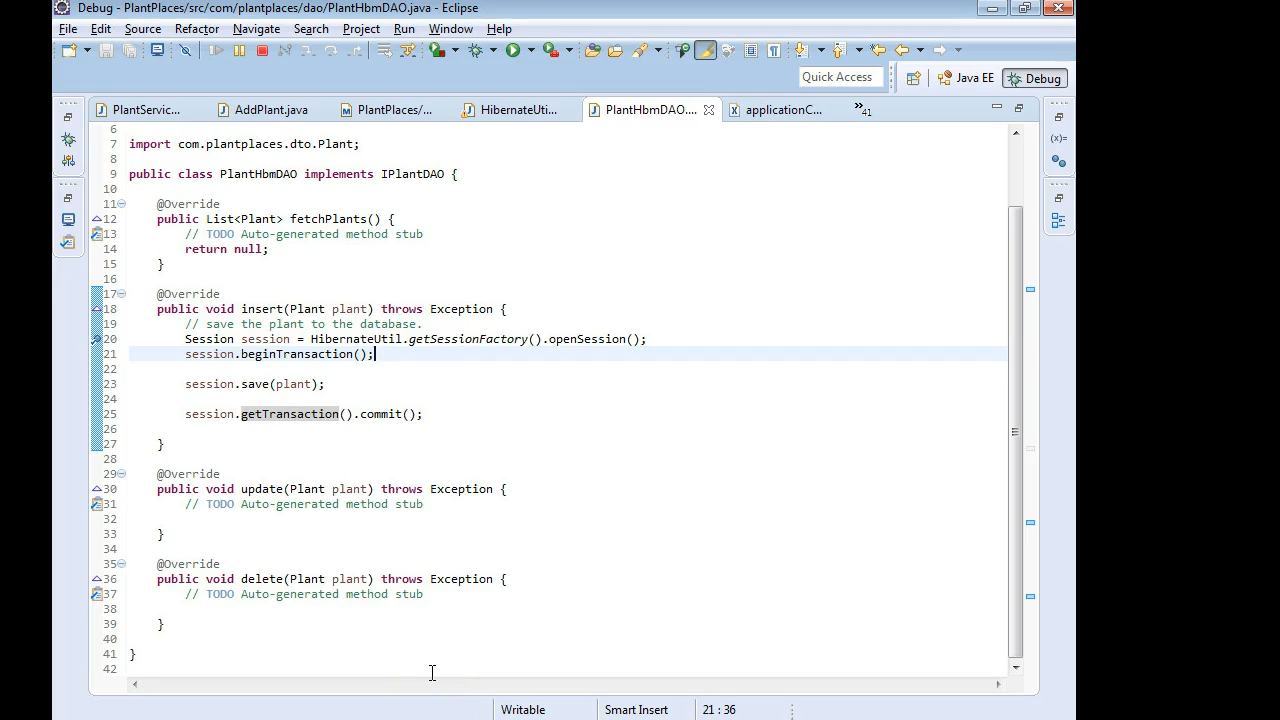 Debug - PlantPlaces/src/com/plantplaces/dao/PlantHbmDAO.java - Eclipse
File Edit Source Refactor Navigate Search Project Run Window Help
Quick Access Java EE Debug
PlantServic... AddPlant.java PlantPlaces/... HibernateUti... PlantHbmDAO.... applicationC... »41
6
7 import com.plantplaces.dto.Plant;
8
9 public class PlantHbmDAO implements IPlantDAO {
10
11 @Override
12 public List<Plant> fetchPlants() {
13 // TODO Auto-generated method stub
14 return null;
15 }
16
17 @Override
18 public void insert(Plant plant) throws Exception {
19 // save the plant to the database.
20 Session session = HibernateUtil.getSessionFactory().openSession();
21 session.beginTransaction();
22
23 session.save(plant);
24
25 session.getTransaction().commit();
26
27 }
28
29 @Override
30 public void update(Plant plant) throws Exception {
31 // TODO Auto-generated method stub
32
33 }
34
35 @Override
36 public void delete(Plant plant) throws Exception {
37 // TODO Auto-generated method stub
38
39 }
40
41 }
42
Writable Smart Insert 21 : 36